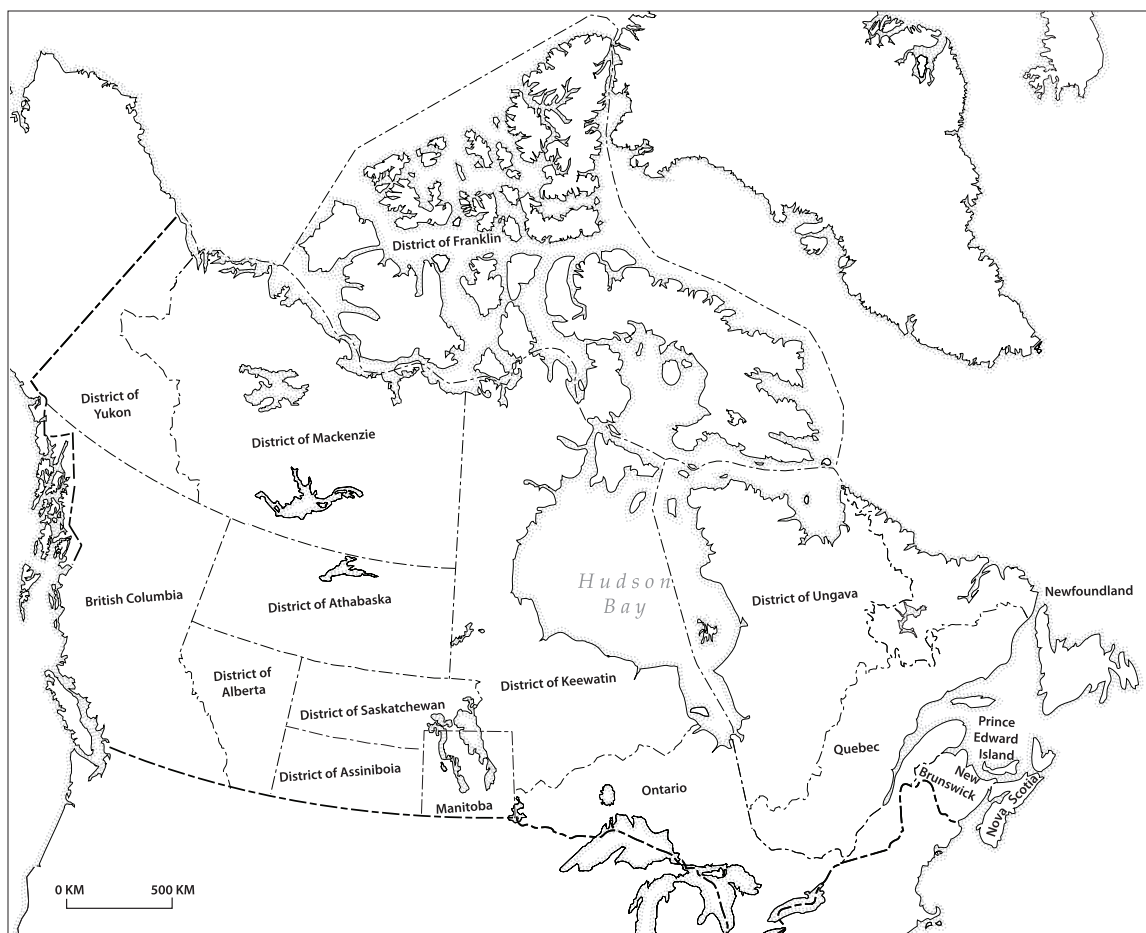 District of Franklin
District of
Yukon
District of Mackenzie
Hudson
Bay
British Columbia
District of Athabaska
District of Ungava
Newfoundland
District of
Alberta
District of Keewatin
District of Saskatchewan
District of Assiniboia
Manitoba
Ontario
Quebec
Prince
Edward
Island
New
Brunswick
Nova Scotia
0 KM 500 KM